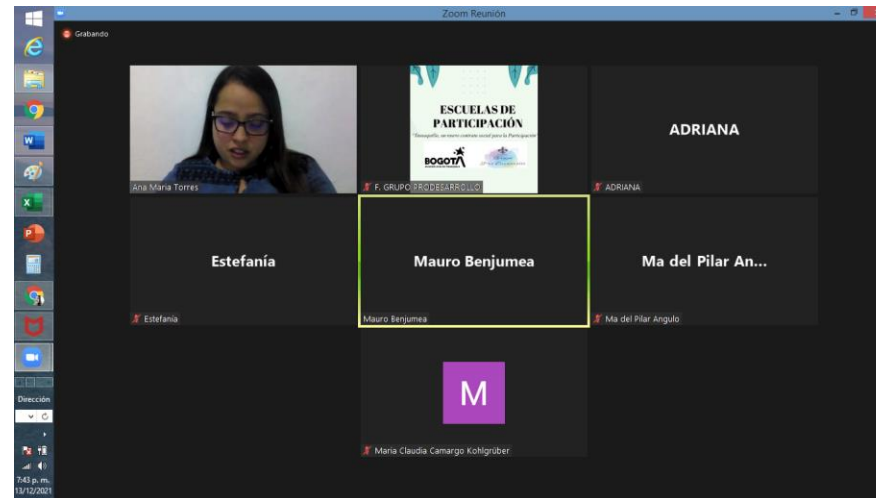 Zoom Reunión
Grabando
ESCUELAS DE
PARTICIPACIÓN
BOGOTÁ
ADRIANA
Ana Maria Torres
F. GRUPO PRODESARROLLO
ADRIANA
Estefanía
Mauro Benjumea
Ma del Pilar An...
Estefanía
Mauro Benjumea
Ma del Pilar Angulo
M
Maria Claudia Camargo Kohlgrüber
Dirección
7:43 p. m.
13/12/2021